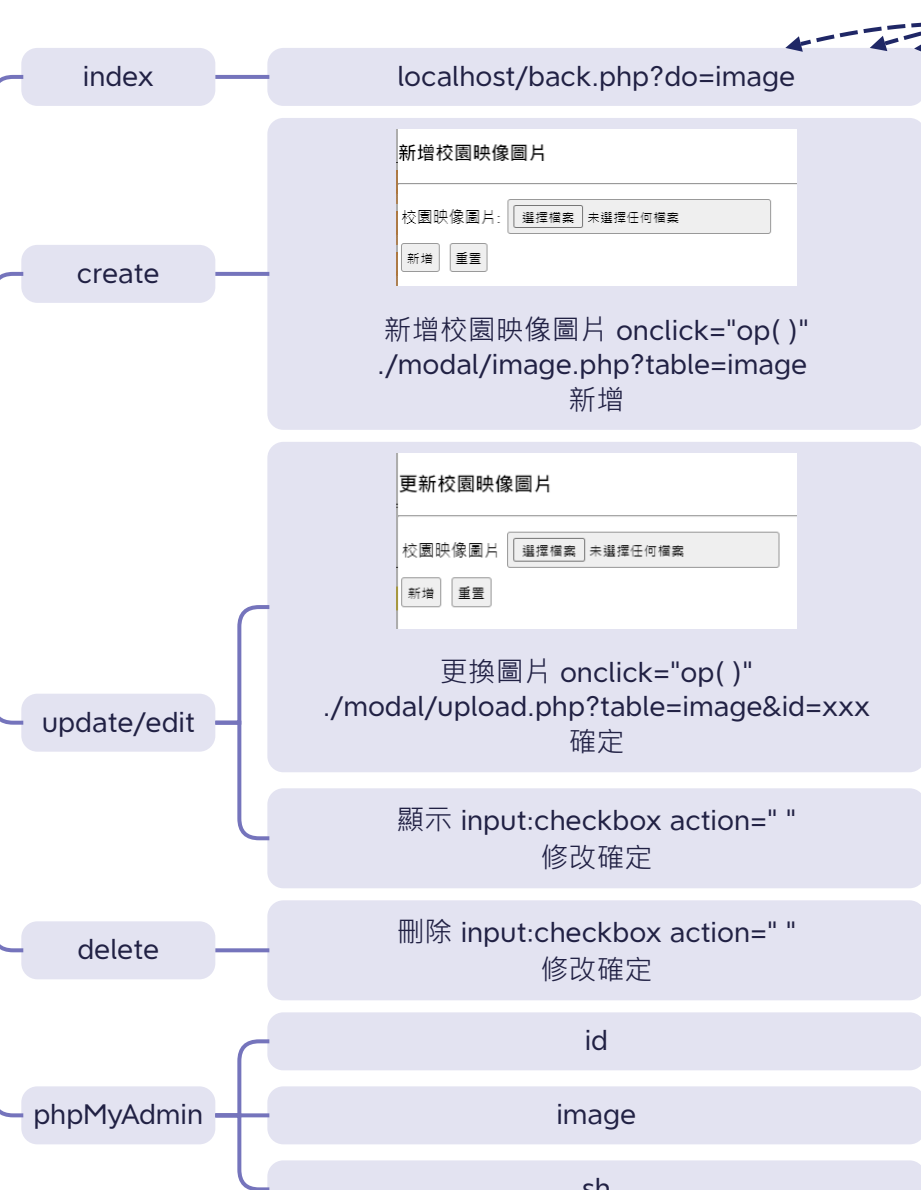 index
localhost/back.php?do=image
create
新增校園映像圖片
校園映像圖片: 選擇檔案 未選擇任何檔案
新增 重置
新增校園映像圖片 onclick="op( )"
./modal/image.php?table=image
新增
update/edit
更新校園映像圖片
校園映像圖片 選擇檔案 未選擇任何檔案
新增 重置
更換圖片 onclick="op( )"
./modal/upload.php?table=image&id=xxx
確定
顯示 input:checkbox action=" "
修改確定
delete
刪除 input:checkbox action=" "
修改確定
phpMyAdmin
id
image
sh